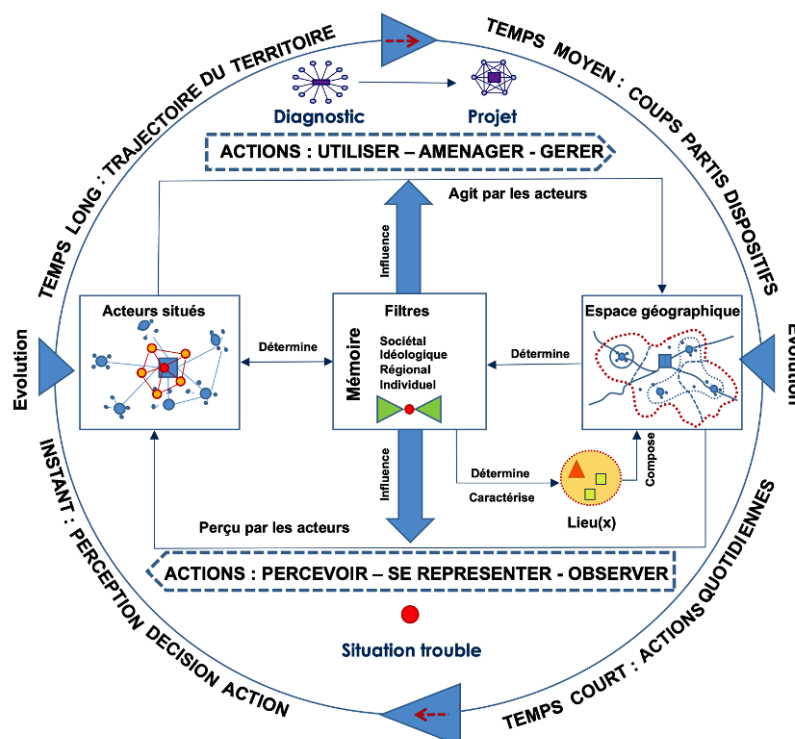 TEMPS LONG : TRAJECTOIRE DU TERRITOIRE
TEMPS MOYEN : COUPS PARTIS DISPOSITIFS
Diagnostic
Projet
ACTIONS : UTILISER – AMENAGER - GERER
Agit par les acteurs
Influence
Acteurs situés
Filtres
Espace géographique
Mémoire
Sociétal
Idéologique
Régional
Individuel
Détermine
Détermine
Evolution
Evolution
Influence
Détermine
Caractérise
Compose
Lieu(x)
Perçu par les acteurs
ACTIONS : PERCEVOIR – SE REPRESENTER - OBSERVER
Situation trouble
INSTANT : PERCEPTION DECISION ACTION
TEMPS COURT : ACTIONS QUOTIDIENNES